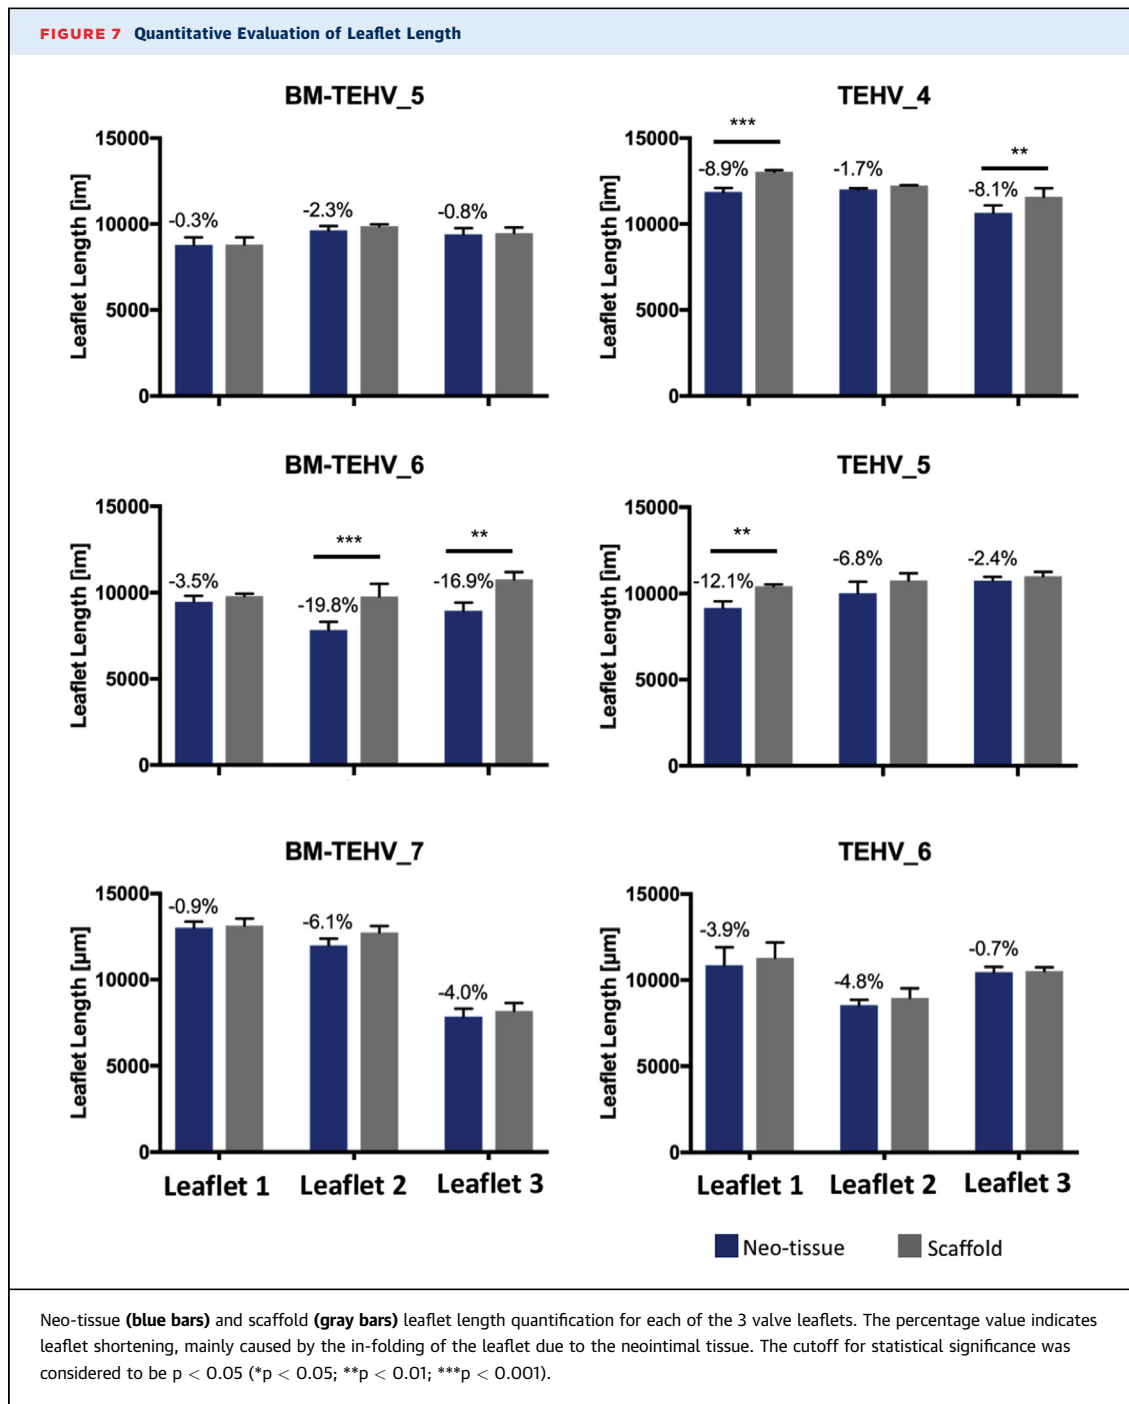 FIGURE 7 Quantitative Evaluation of Leaflet Length
BM-TEHV_5
Leaflet Length [im]
15000
10000
5000
0
-0.3%
-2.3%
-0.8%
TEHV_4
Leaflet Length [im]
15000
10000
5000
0
***
-8.9%
-1.7%
**
-8.1%
BM-TEHV_6
Leaflet Length [im]
15000
10000
5000
0
-3.5%
***
-19.8%
**
-16.9%
TEHV_5
Leaflet Length [im]
15000
10000
5000
0
**
-12.1%
-6.8%
-2.4%
BM-TEHV_7
Leaflet Length [µm]
15000
10000
5000
0
-0.9%
-6.1%
-4.0%
Leaflet 1 Leaflet 2 Leaflet 3
TEHV_6
Leaflet Length [µm]
15000
10000
5000
0
-3.9%
-4.8%
-0.7%
Leaflet 1 Leaflet 2 Leaflet 3
Neo-tissue Scaffold
Neo-tissue (blue bars) and scaffold (gray bars) leaflet length quantification for each of the 3 valve leaflets. The percentage value indicates
leaflet shortening, mainly caused by the in-folding of the leaflet due to the neointimal tissue. The cutoff for statistical significance was
considered to be p < 0.05 (*p < 0.05; **p < 0.01; ***p < 0.001).